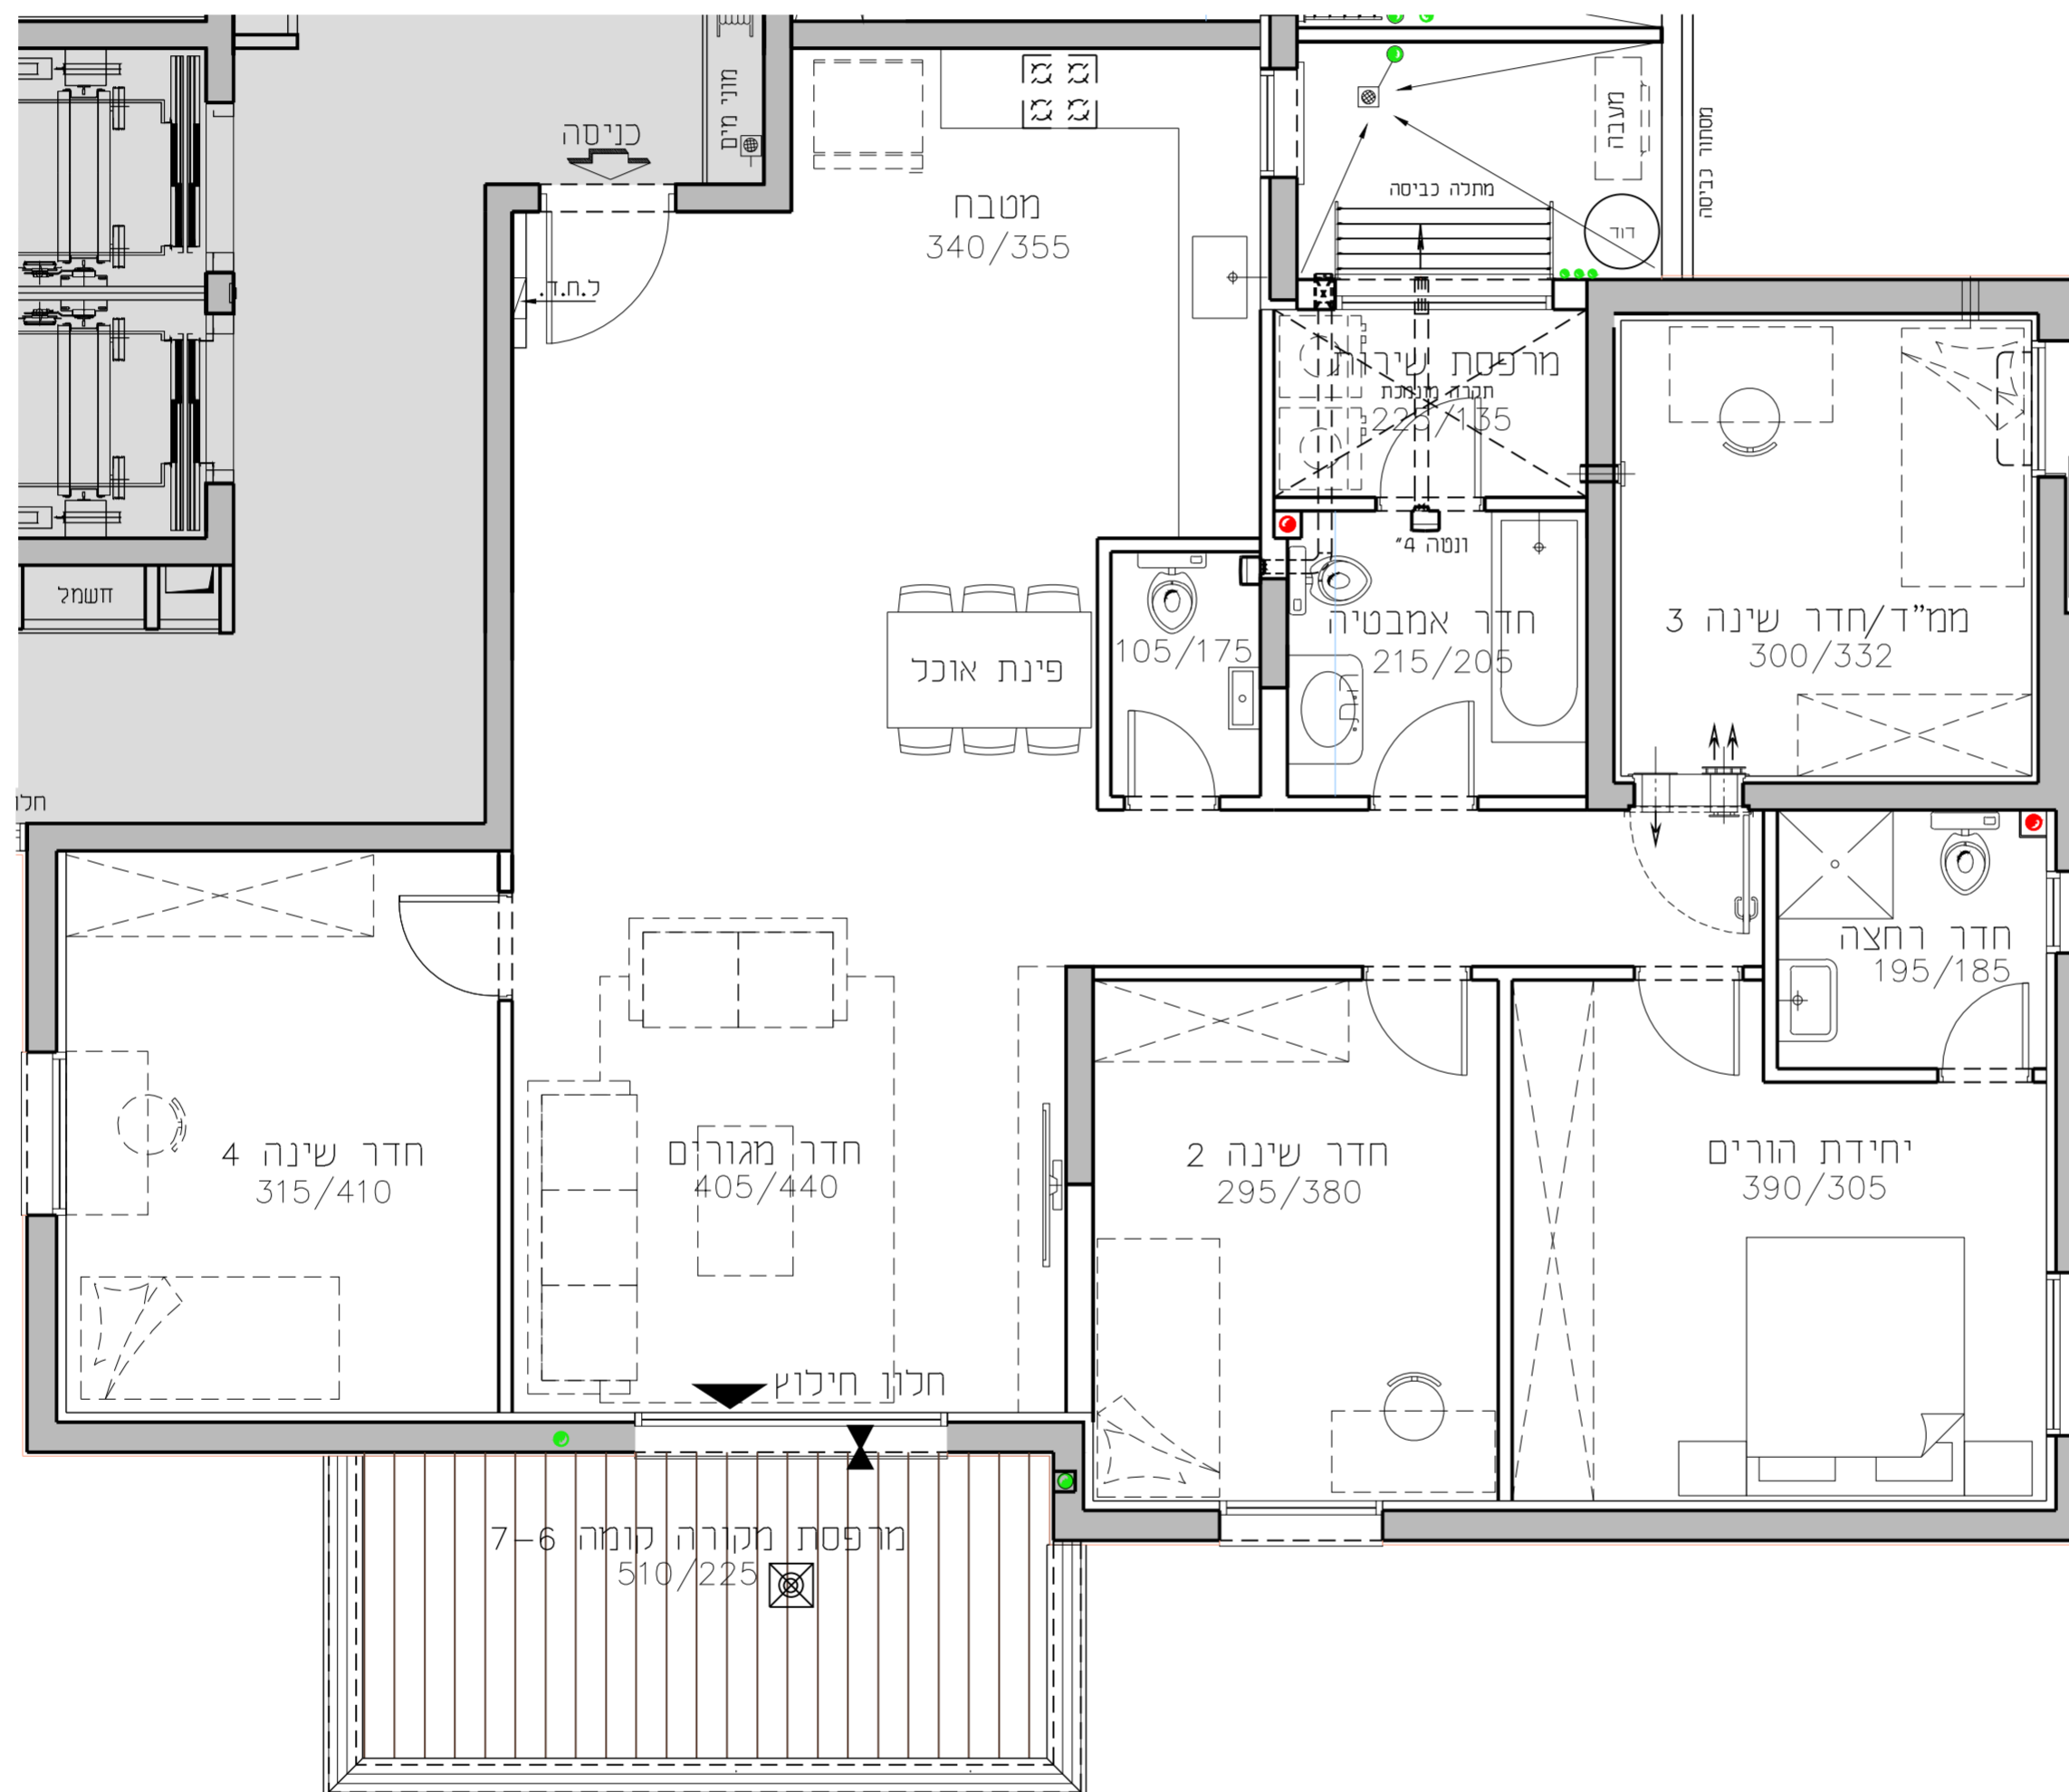 כניסה
מוני מים
ל.ח.ד.
חשמל
חלו
מטבח
340/355
מעבה
מסתור כביסה
מתלה כביסה
דוד
מרפסת שירות
תקרה מונמכת
225/135
ונטה 4"
105/175
חדר אמבטיה
215/205
ממ"ד/חדר שינה 3
300/332
פינת אוכל
חדר רחצה
195/185
חדר שינה 4
315/410
חדר מגורים
405/440
חדר שינה 2
295/380
יחידת הורים
390/305
חלון חילוץ
מרפסת מקורה קומה 7-6
510/225